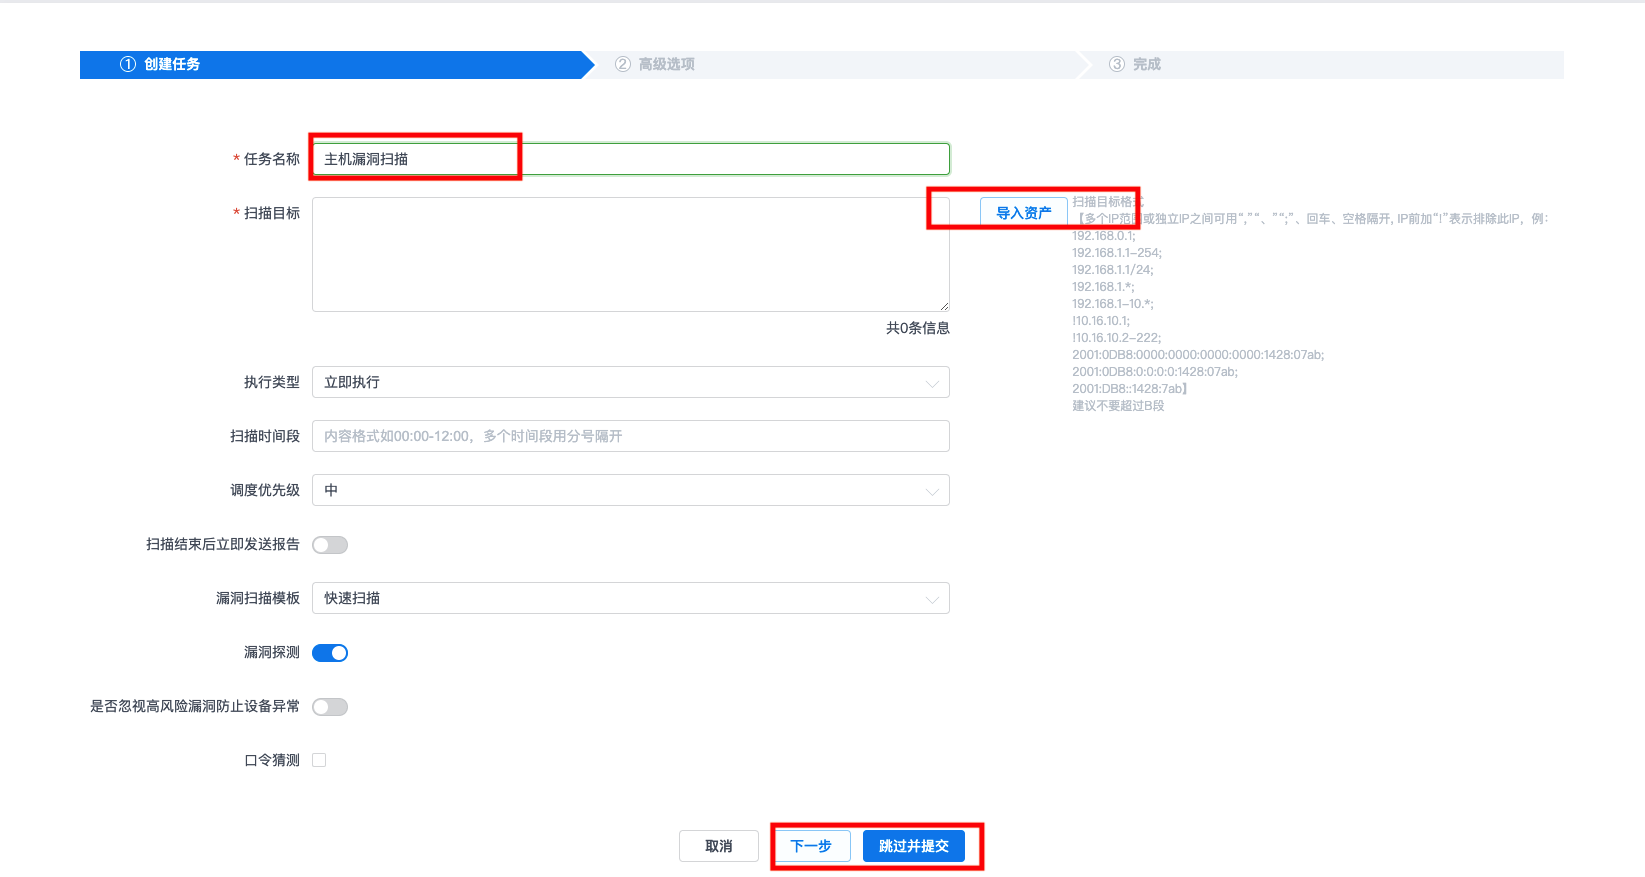 ① 创建任务
② 高级选项
③ 完成
* 任务名称
主机漏洞扫描
* 扫描目标
导入资产
扫描目标格式
【多个IP范围或独立IP之间可用“,”“、”“;”、回车、空格隔开, IP前加“!”表示排除此IP，例：
192.168.0.1;
192.168.1.1-254;
192.168.1.1/24;
192.168.1.*;
192.168.1-10.*;
!10.16.10.1;
!10.16.10.2-222;
2001:0DB8:0000:0000:0000:0000:1428:07ab;
2001:0DB8:0:0:0:0:1428:07ab;
2001:DB8::1428:7ab】
建议不要超过B段
共0条信息
执行类型
立即执行
扫描时间段
内容格式如00:00-12:00，多个时间段用分号隔开
调度优先级
中
扫描结束后立即发送报告
漏洞扫描模板
快速扫描
漏洞探测
是否忽视高风险漏洞防止设备异常
口令猜测
取消
下一步
跳过并提交